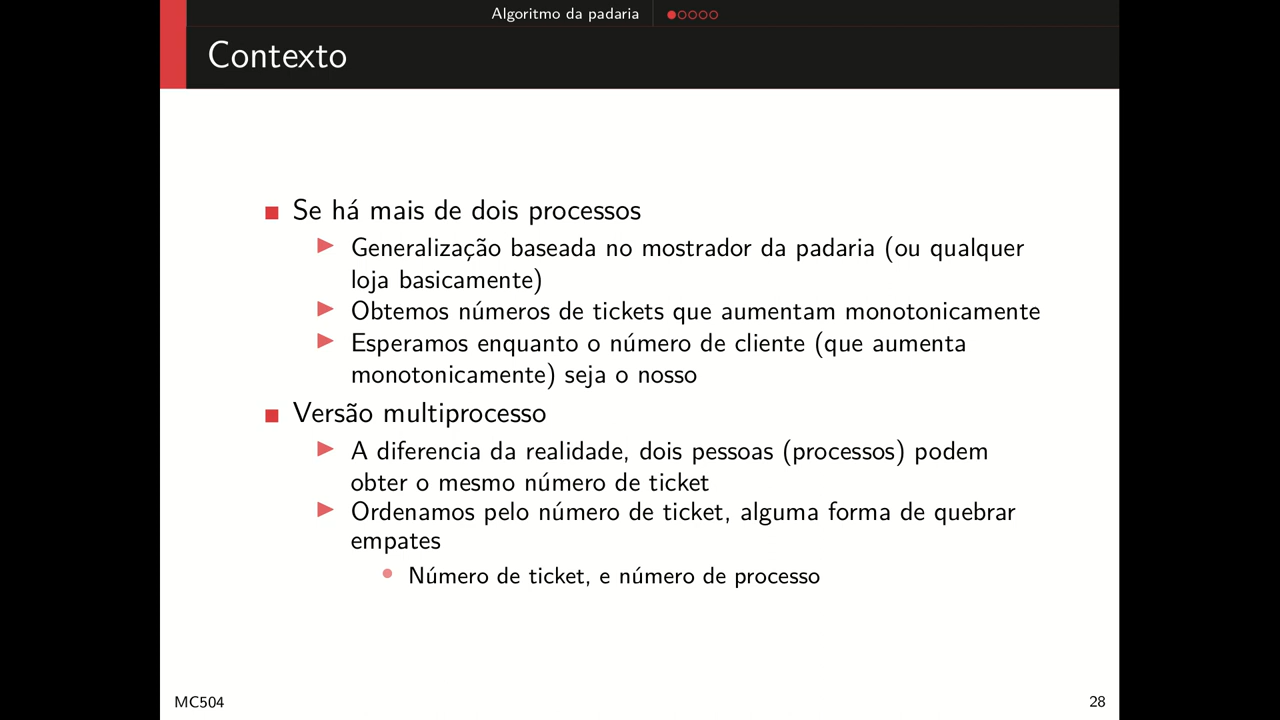 Algoritmo da padaria
Contexto
Se há mais de dois processos
Generalização baseada no mostrador da padaria (ou qualquer
loja basicamente)
Obtemos números de tickets que aumentam monotonicamente
Esperamos enquanto o número de cliente (que aumenta
monotonicamente) seja o nosso
Versão multiprocesso
A diferencia da realidade, dois pessoas (processos) podem
obter o mesmo número de ticket
Ordenamos pelo número de ticket, alguma forma de quebrar
empates
Número de ticket, e número de processo
MC504
28